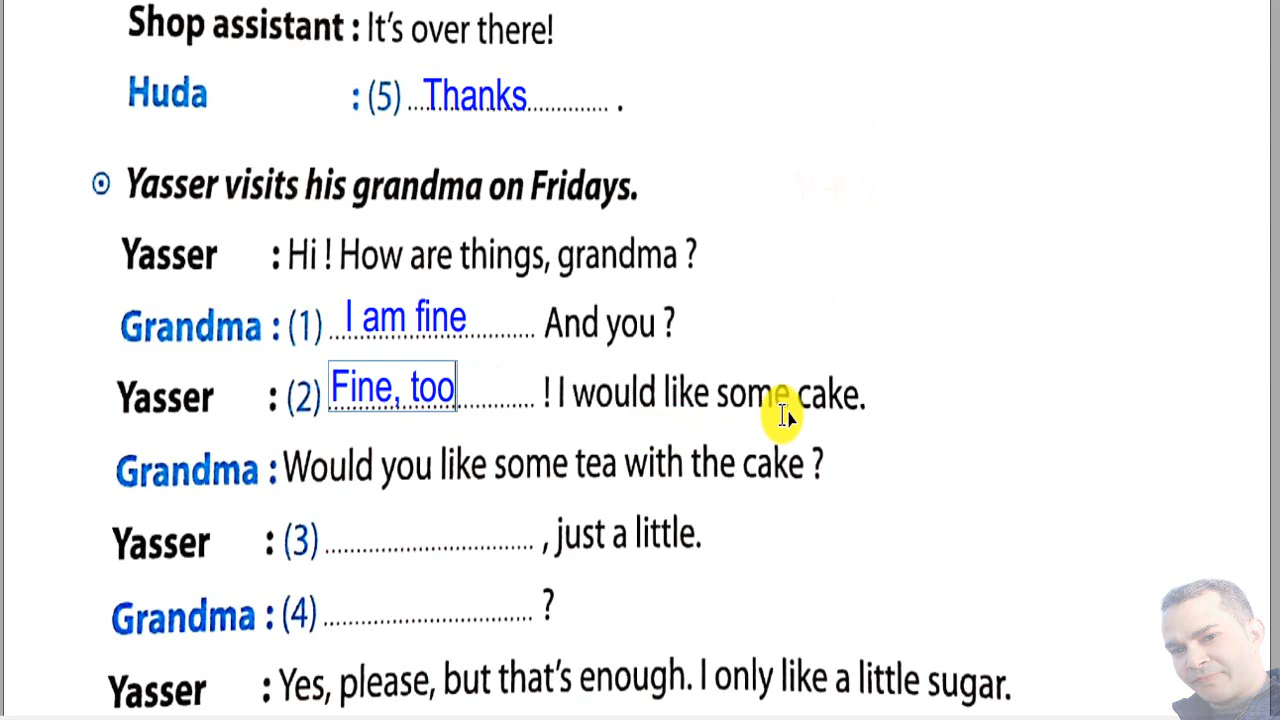 Shop assistant : It's over there!
Huda : (5) ...Thanks............ .
Yasser visits his grandma on Fridays.
Yasser : Hi ! How are things, grandma ?
Grandma : (1) I am fine .......... And you ?
Yasser : (2) Fine, too .......... ! I would like some cake.
Grandma : Would you like some tea with the cake ?
Yasser : (3) .................................. , just a little.
Grandma : (4) .................................. ?
Yasser : Yes, please, but that's enough. I only like a little sugar.